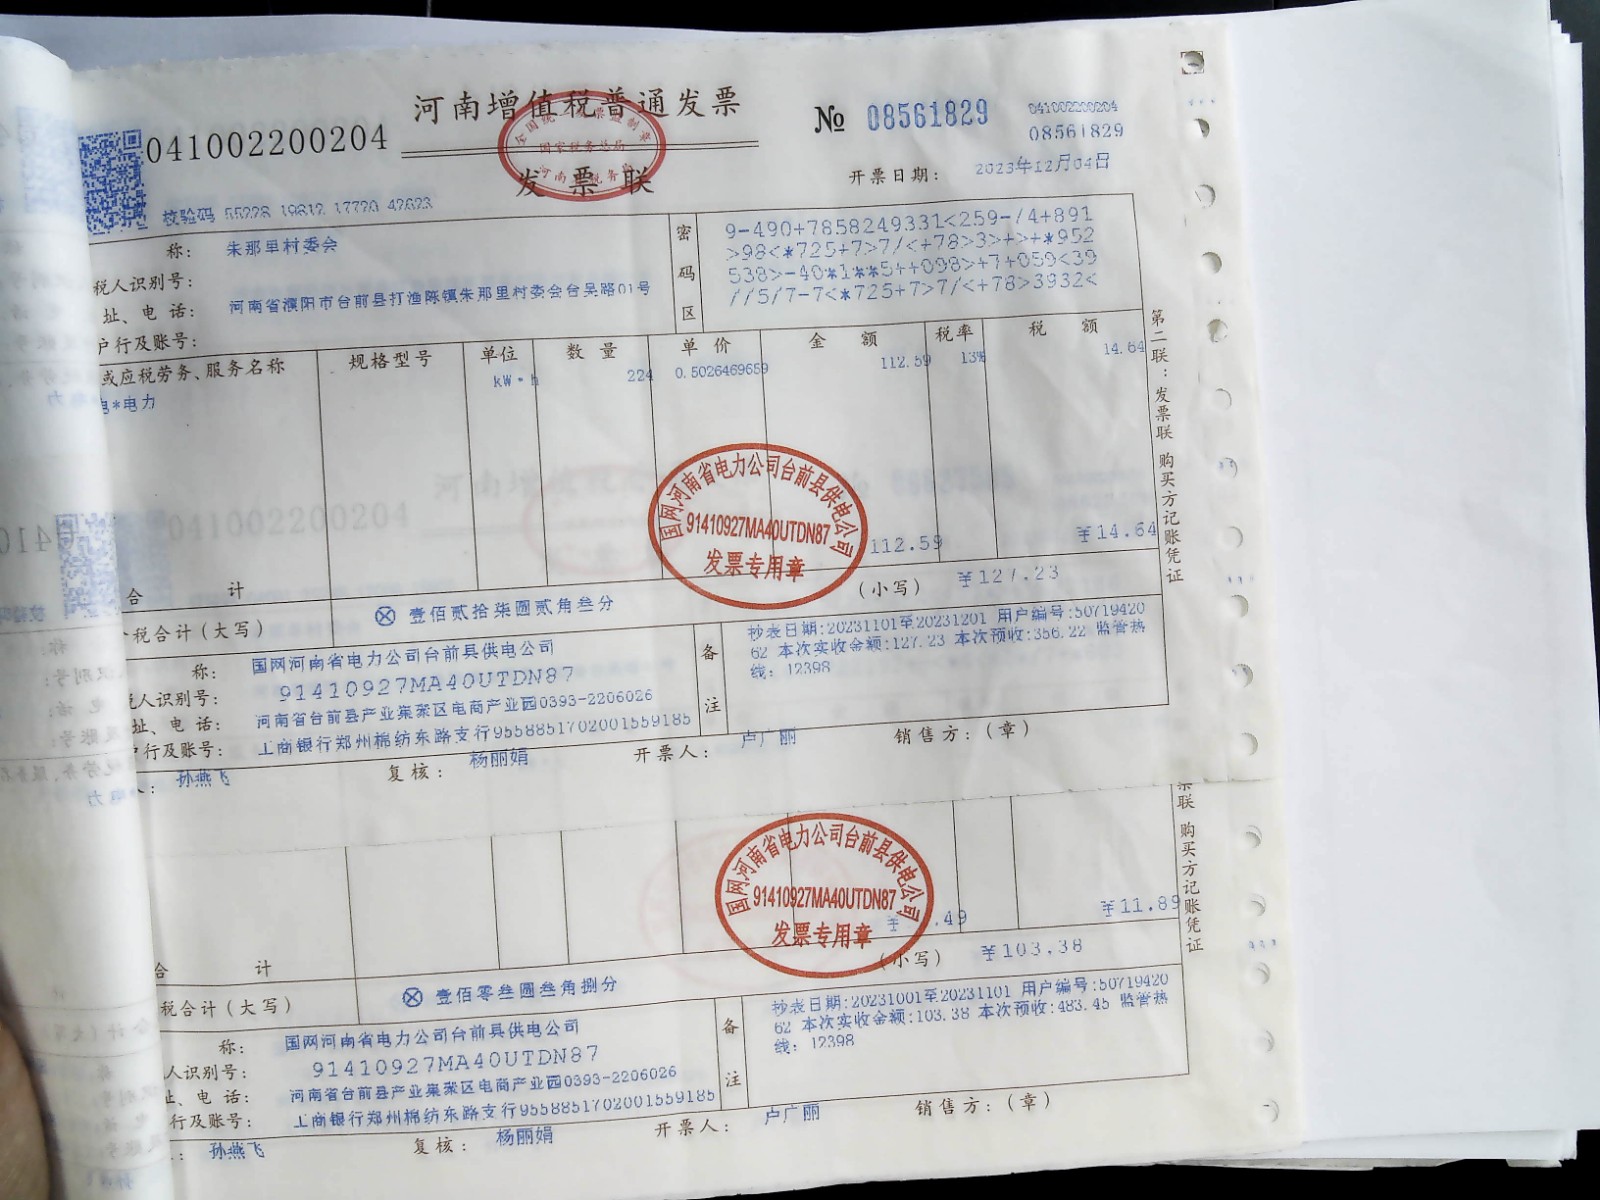 河南增值税普通发票
041002200204
发票联
全国统一发票监制章
国家税务总局
№ 08561829
041002200204
08561829
开票日期: 2023年12月04日
校验码 55228 19812 17720 42623
称: 朱那里村委会
税人识别号:
址、电话: 河南省濮阳市台前县打渔陈镇朱那里村委会台吴路01号
户行及账号:
密码区
9-490+7858249331<259-/4+891
>98<*725+7>7/<+78>3>+>+*952
538>-40*1**5++098>+7+059<39
//5/7-7<*725+7>7/<+78>3932<
或应税劳务、服务名称 规格型号 单位 数量 单价 金额 税率 税额
电*电力 kW·h 224 0.5026469659 112.59 13% 14.64
国网河南省电力公司台前县供电公司
91410927MA40UTDN87
发票专用章
合计 112.59 ¥14.64
税合计(大写) ⊗ 壹佰贰拾柒圆贰角叁分 (小写) ¥127.23
称: 国网河南省电力公司台前县供电公司
人识别号: 91410927MA40UTDN87
址、电话: 河南省台前县产业集聚区电商产业园0393-2206026
户行及账号: 工商银行郑州棉纺东路支行9558851702001559185
备注
抄表日期:20231101至20231201 用户编号:50719420
62 本次实收金额:127.23 本次预收:356.22 监管热
线: 12398
孙燕飞 复核: 杨丽娟 开票人: 卢广丽 销售方:(章)
第二联:发票联 购买方记账凭证
国网河南省电力公司台前县供电公司
91410927MA40UTDN87
发票专用章
合计 ¥ .49 ¥11.89
税合计(大写) ⊗ 壹佰零叁圆叁角捌分 (小写) ¥103.38
称: 国网河南省电力公司台前县供电公司
人识别号: 91410927MA40UTDN87
电话: 河南省台前县产业集聚区电商产业园0393-2206026
行及账号: 工商银行郑州棉纺东路支行9558851702001559185
备注
抄表日期:20231001至20231101 用户编号:50719420
62 本次实收金额:103.38 本次预收:483.45 监管热
线: 12398
孙燕飞 复核: 杨丽娟 开票人: 卢广丽 销售方:(章)
票联 购买方记账凭证